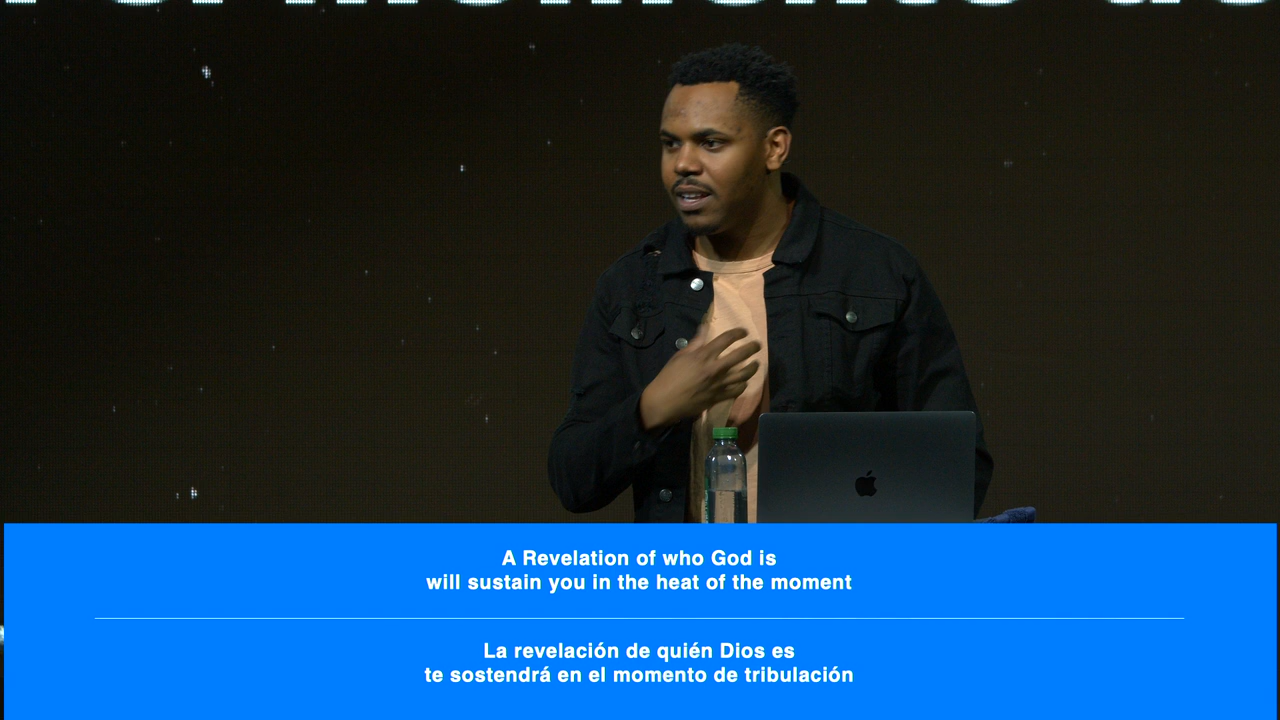 A Revelation of who God is
will sustain you in the heat of the moment
La revelación de quién Dios es
te sostendrá en el momento de tribulación